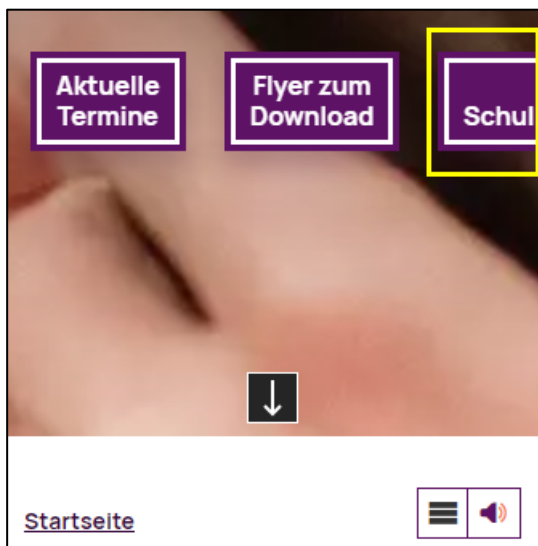 Aktuelle
Termine
Flyer zum
Download
Schul
Startseite